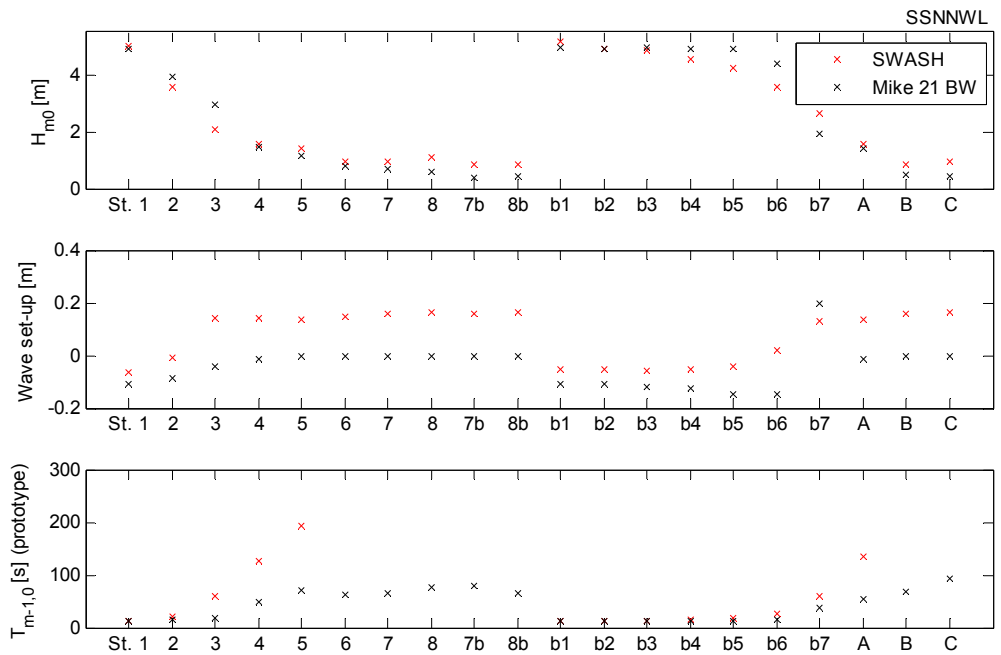 SSNNWL
H_m0 [m]
4
2
0
SWASH
Mike 21 BW
St. 1 2 3 4 5 6 7 8 7b 8b b1 b2 b3 b4 b5 b6 b7 A B C
Wave set-up [m]
0.4
0.2
0
-0.2
St. 1 2 3 4 5 6 7 8 7b 8b b1 b2 b3 b4 b5 b6 b7 A B C
T_m-1,0 [s] (prototype)
300
200
100
0
St. 1 2 3 4 5 6 7 8 7b 8b b1 b2 b3 b4 b5 b6 b7 A B C